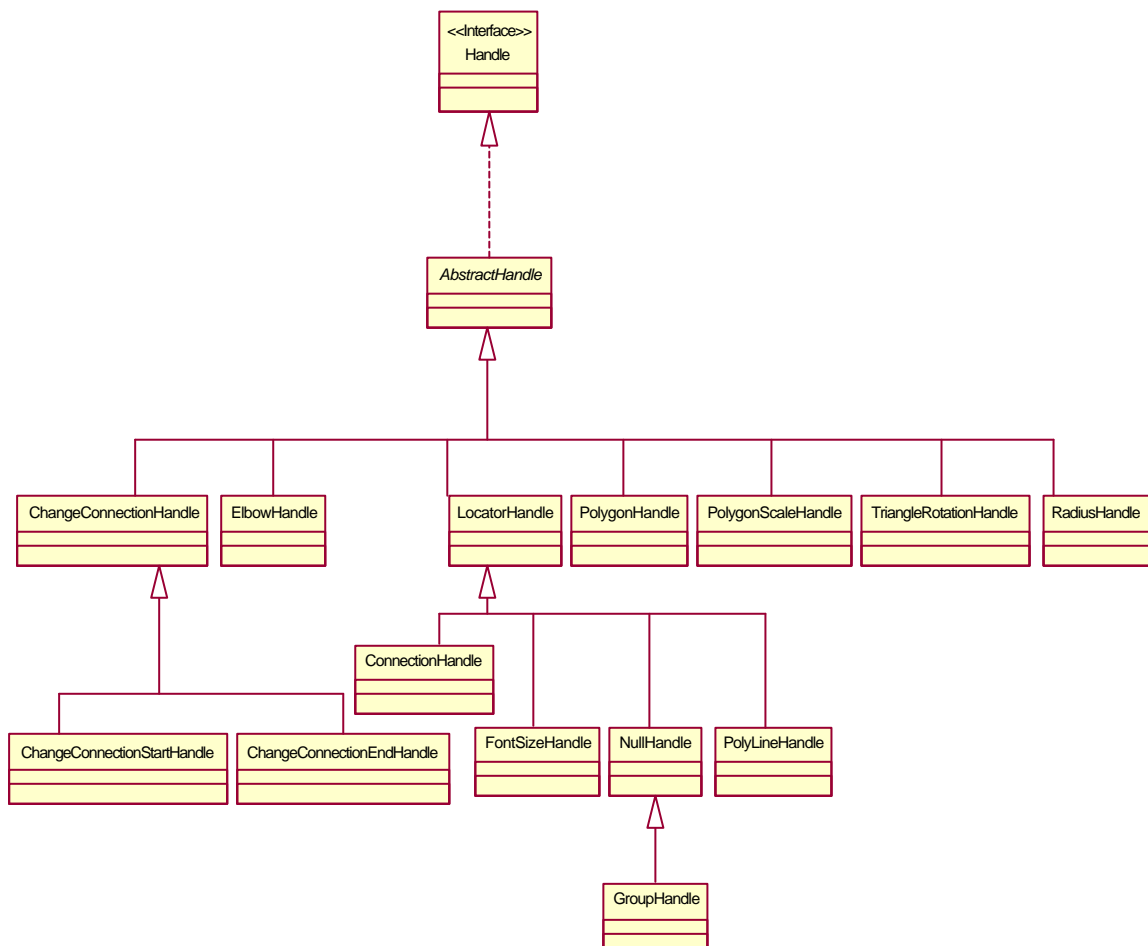 <<Interface>>
Handle
AbstractHandle
ChangeConnectionHandle
ElbowHandle
LocatorHandle
PolygonHandle
PolygonScaleHandle
TriangleRotationHandle
RadiusHandle
ConnectionHandle
ChangeConnectionStartHandle
ChangeConnectionEndHandle
FontSizeHandle
NullHandle
PolyLineHandle
GroupHandle